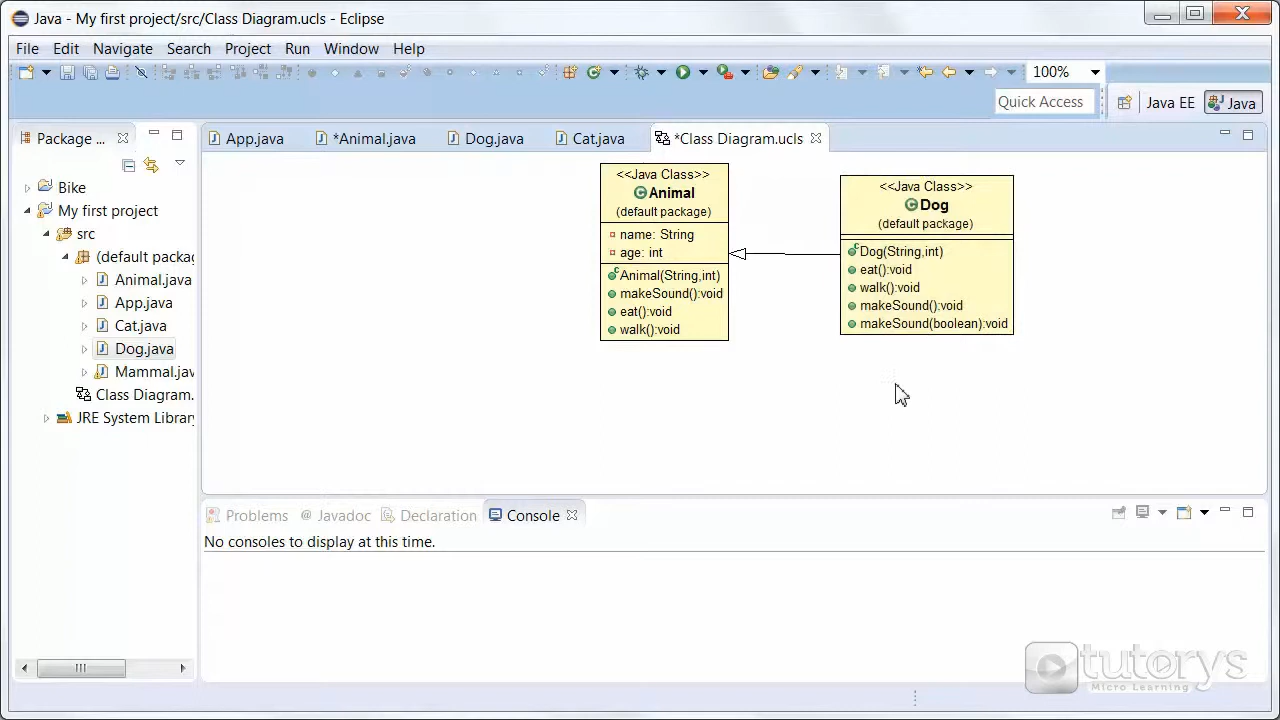 Java - My first project/src/Class Diagram.ucls - Eclipse
File Edit Navigate Search Project Run Window Help
100%
Quick Access
Java EE
Java
Package ...
App.java
*Animal.java
Dog.java
Cat.java
*Class Diagram.ucls
Bike
My first project
src
(default packag
Animal.java
App.java
Cat.java
Dog.java
Mammal.jav
Class Diagram.
JRE System Library
<<Java Class>>
Animal
(default package)
name: String
age: int
Animal(String,int)
makeSound():void
eat():void
walk():void
<<Java Class>>
Dog
(default package)
Dog(String,int)
eat():void
walk():void
makeSound():void
makeSound(boolean):void
Problems @ Javadoc Declaration Console
No consoles to display at this time.
tutorys
Micro Learning